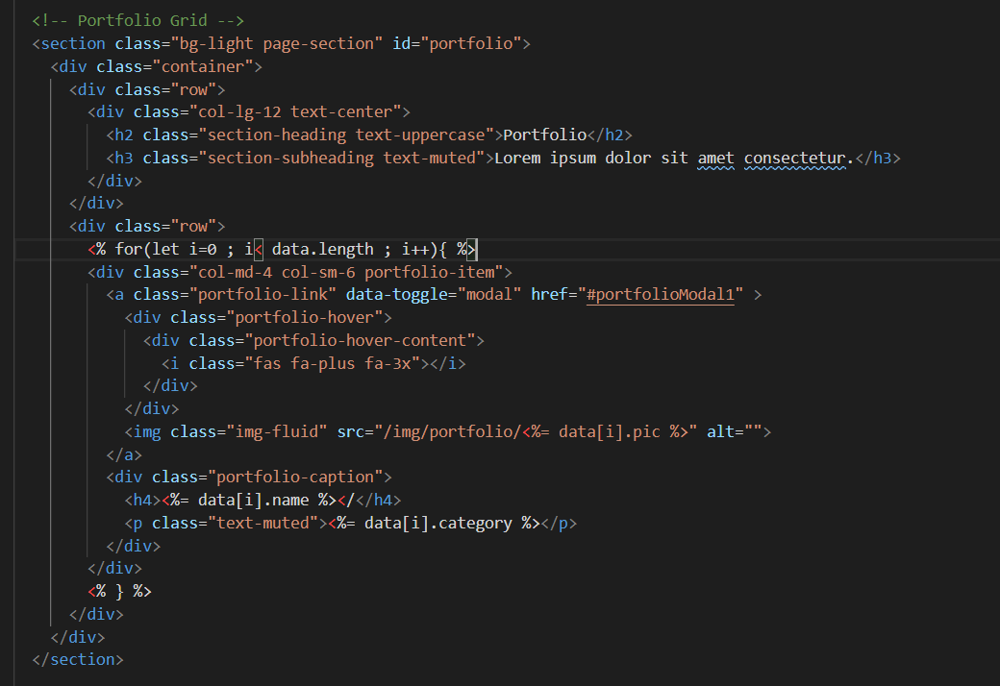 <!-- Portfolio Grid -->
<section class="bg-light page-section" id="portfolio">
<div class="container">
<div class="row">
<div class="col-lg-12 text-center">
<h2 class="section-heading text-uppercase">Portfolio</h2>
<h3 class="section-subheading text-muted">Lorem ipsum dolor sit amet consectetur.</h3>
</div>
</div>
<div class="row">
<% for(let i=0 ; i< data.length ; i++){ %>
<div class="col-md-4 col-sm-6 portfolio-item">
<a class="portfolio-link" data-toggle="modal" href="#portfolioModal1" >
<div class="portfolio-hover">
<div class="portfolio-hover-content">
<i class="fas fa-plus fa-3x"></i>
</div>
</div>
<img class="img-fluid" src="/img/portfolio/<%= data[i].pic %>" alt="">
</a>
<div class="portfolio-caption">
<h4><%= data[i].name %></</h4>
<p class="text-muted"><%= data[i].category %></p>
</div>
</div>
<% } %>
</div>
</div>
</section>